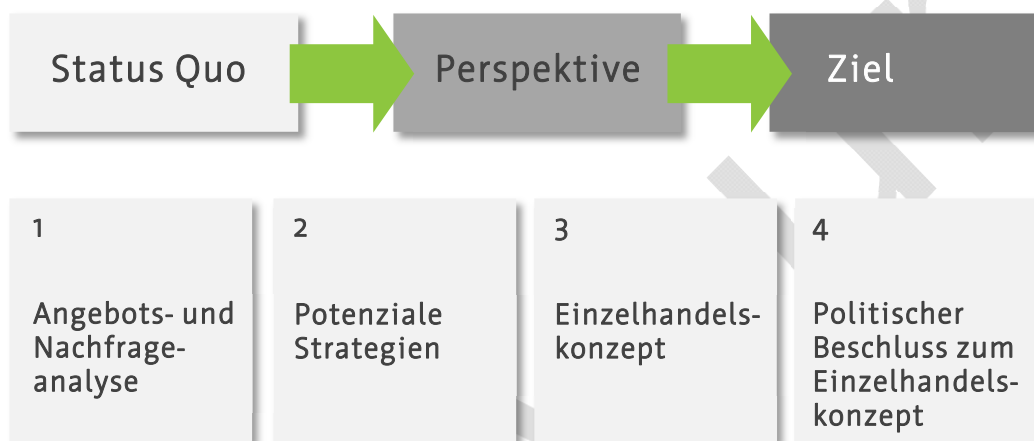 Status Quo
Perspektive
Ziel
1
Angebots- und
Nachfrage-
analyse
2
Potenziale
Strategien
3
Einzelhandels-
konzept
4
Politischer
Beschluss zum
Einzelhandels-
konzept